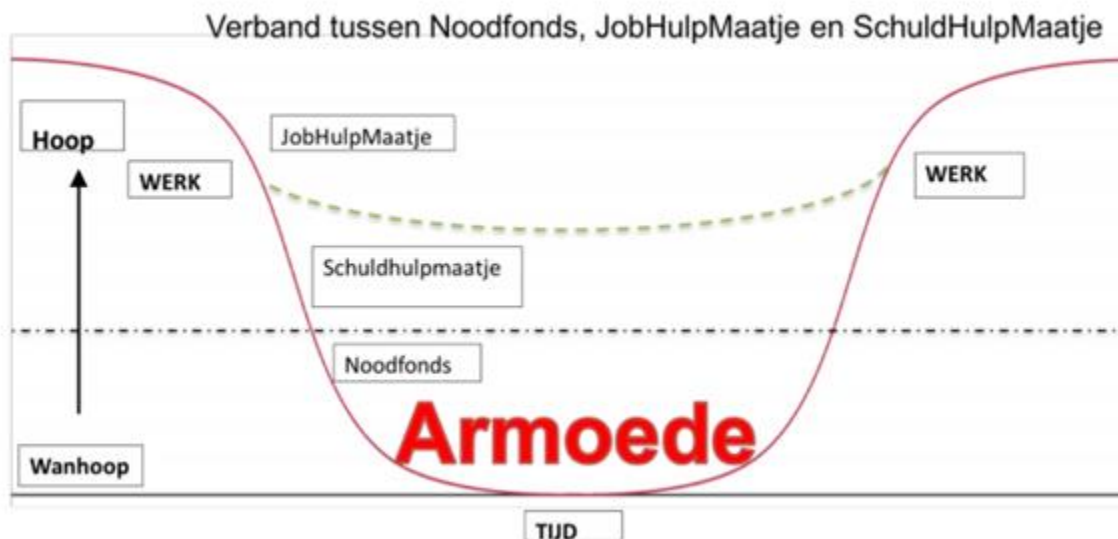 Verband tussen Noodfonds, JobHulpMaatje en SchuldHulpMaatje
JobHulpMaatje
Hoop
WERK
WERK
Schuldhulpmaatje
Noodfonds
Armoede
Wanhoop
TIJD